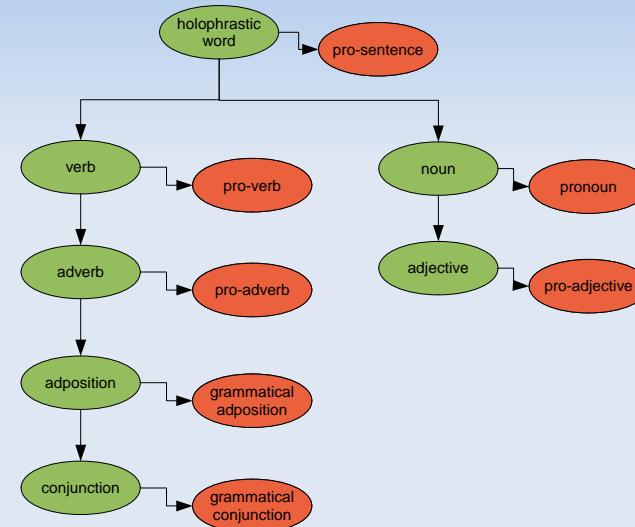 holophrastic
word
pro-sentence
verb
noun
pro-verb
pronoun
adverb
adjective
pro-adverb
pro-adjective
adposition
grammatical
adposition
conjunction
grammatical
conjunction